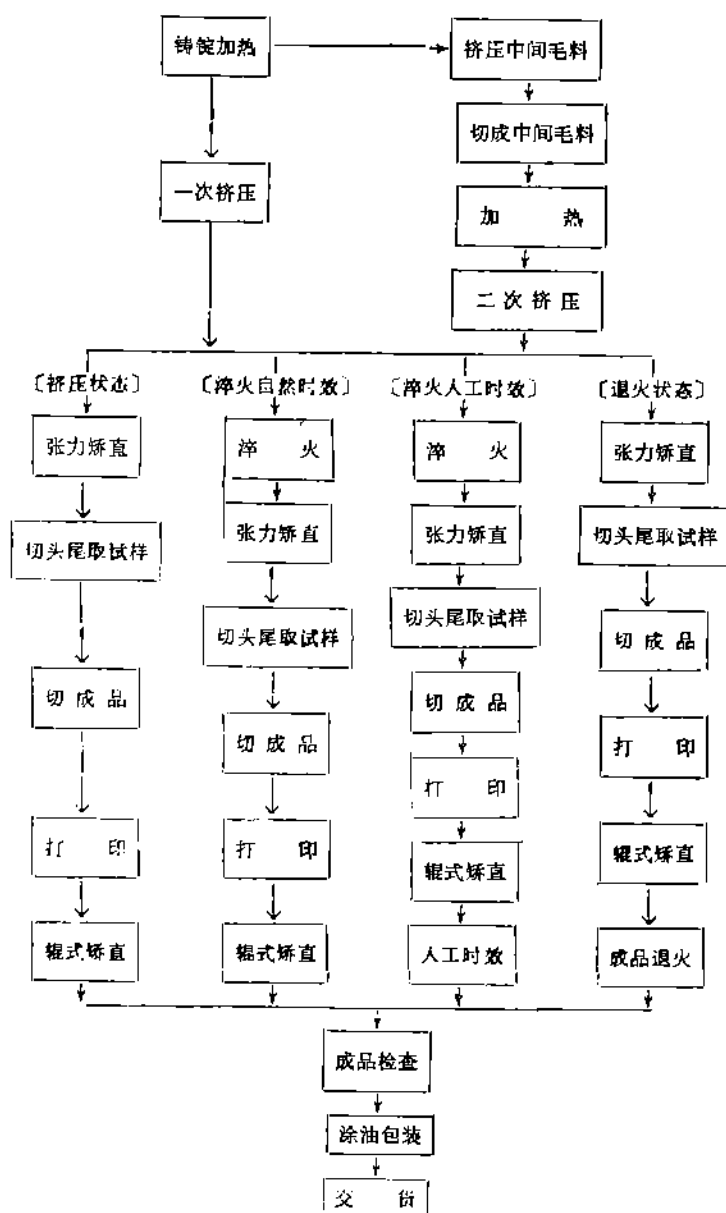 铸锭加热
挤压中间毛料
切成中间毛料
一次挤压
加 热
二次挤压
〔挤压状态〕
〔淬火自然时效〕
〔淬火人工时效〕
〔退火状态〕
张力矫直
切头尾取试样
切成品
打 印
辊式矫直
淬 火
张力矫直
切头尾取试样
切成品
打 印
辊式矫直
淬 火
张力矫直
切头尾取试样
切成品
打 印
辊式矫直
人工时效
张力矫直
切头尾取试样
切成品
打 印
辊式矫直
成品退火
成品检查
涂油包装
交 货